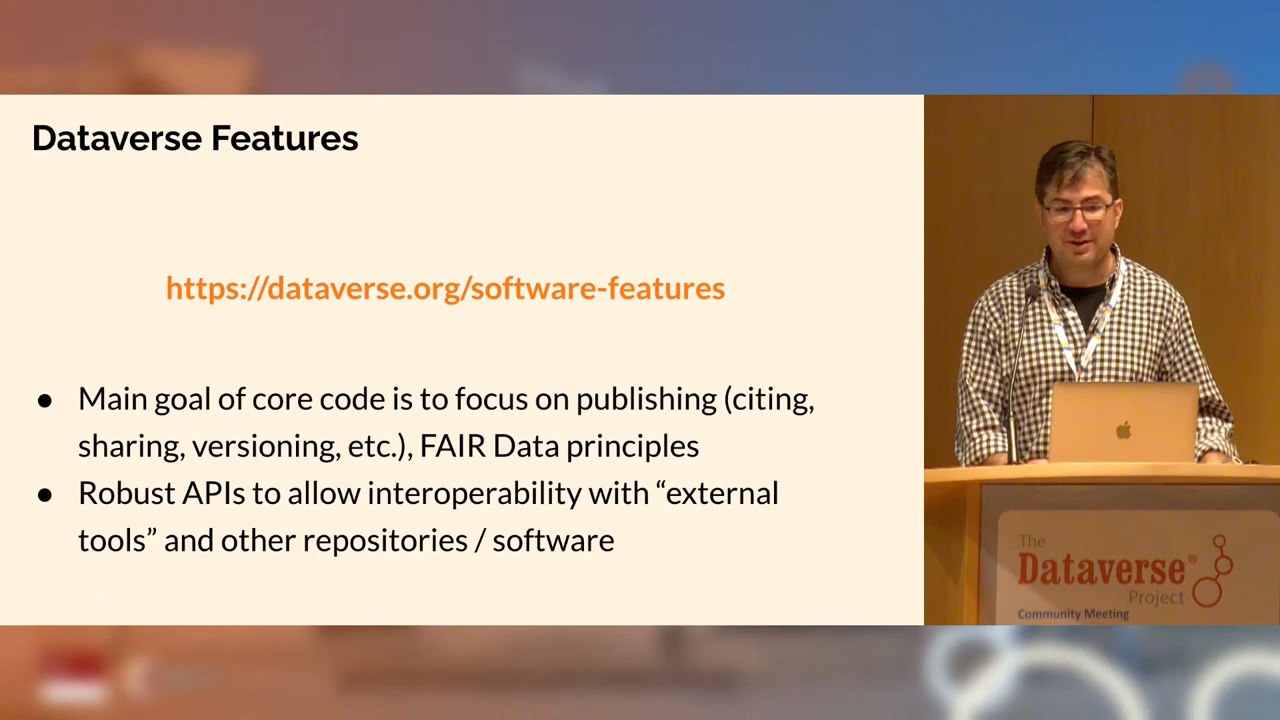 Dataverse Features
https://dataverse.org/software-features
● Main goal of core code is to focus on publishing (citing,
sharing, versioning, etc.), FAIR Data principles
● Robust APIs to allow interoperability with “external
tools” and other repositories / software
The
Dataverse®
Project
Community Meeting